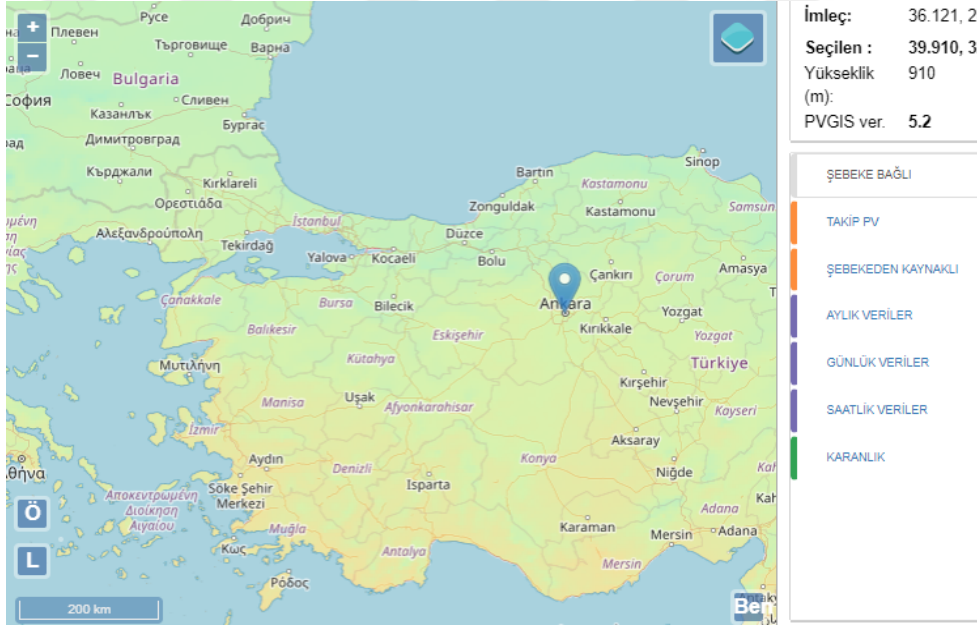 +
−
Русе
Добрич
Плевен
Търговище
Варна
Ловеч
Bulgaria
София
Сливен
Казанлък
Бургас
Димитровград
Кърджали
Kırklareli
Ορεστιάδα
Αλεξανδρούπολη
Tekirdağ
İstanbul
Yalova
Kocaeli
Düzce
Zonguldak
Bartın
Kastamonu
Kastamonu
Sinop
Samsun
Bolu
Çankırı
Çorum
Amasya
Çanakkale
Bursa
Bilecik
Ankara
Kırıkkale
Yozgat
Yozgat
Balıkesir
Eskişehir
Kütahya
Türkiye
Μυτιλήνη
Manisa
Uşak
Afyonkarahisar
Kırşehir
Nevşehir
Kayseri
İzmir
Aksaray
Aydın
Denizli
Konya
Niğde
Isparta
Söke Şehir
Merkezi
Αποκεντρωμένη
Διοίκηση
Αιγαίου
Muğla
Κως
Antalya
Karaman
Mersin
Adana
Adana
Mersin
Ρόδος
Ö
L
200 km
Ben
İmleç: 36.121, 2
Seçilen : 39.910, 3
Yükseklik 910
(m):
PVGIS ver. 5.2
ŞEBEKE BAĞLI
TAKİP PV
ŞEBEKEDEN KAYNAKLI
AYLIK VERİLER
GÜNLÜK VERİLER
SAATLİK VERİLER
KARANLIK